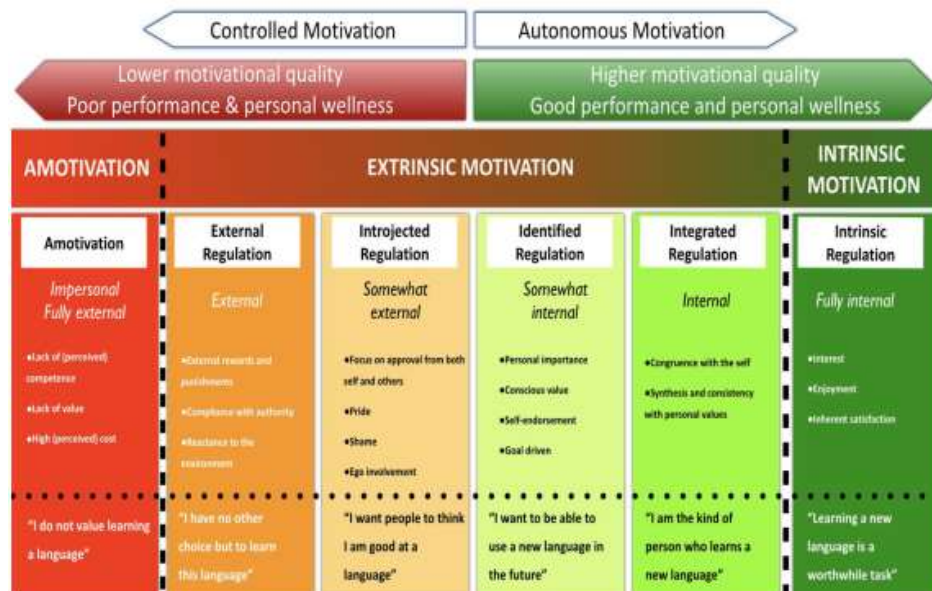 Controlled Motivation
Autonomous Motivation
Lower motivational quality
Poor performance & personal wellness
Higher motivational quality
Good performance and personal wellness
AMOTIVATION
EXTRINSIC MOTIVATION
INTRINSIC
MOTIVATION
Amotivation
Impersonal
Fully external
•Lack of (perceived)
competence
•Lack of value
•High (perceived) cost
"I do not value learning
a language"
External
Regulation
External
•External rewards and
punishments
•Compliance with authority
•Reactance to the
environment
"I have no other
choice but to learn
this language"
Introjected
Regulation
Somewhat
external
•Focus on approval from both
self and others
•Pride
•Shame
•Ego involvement
"I want people to think
I am good at a
language"
Identified
Regulation
Somewhat
internal
•Personal importance
•Conscious value
•Self-endorsement
•Goal driven
"I want to be able to
use a new language in
the future"
Integrated
Regulation
Internal
•Congruence with the self
•Synthesis and consistency
with personal values
"I am the kind of
person who learns a
new language"
Intrinsic
Regulation
Fully internal
•Interest
•Enjoyment
•Inherent satisfaction
"Learning a new
language is a
worthwhile task"